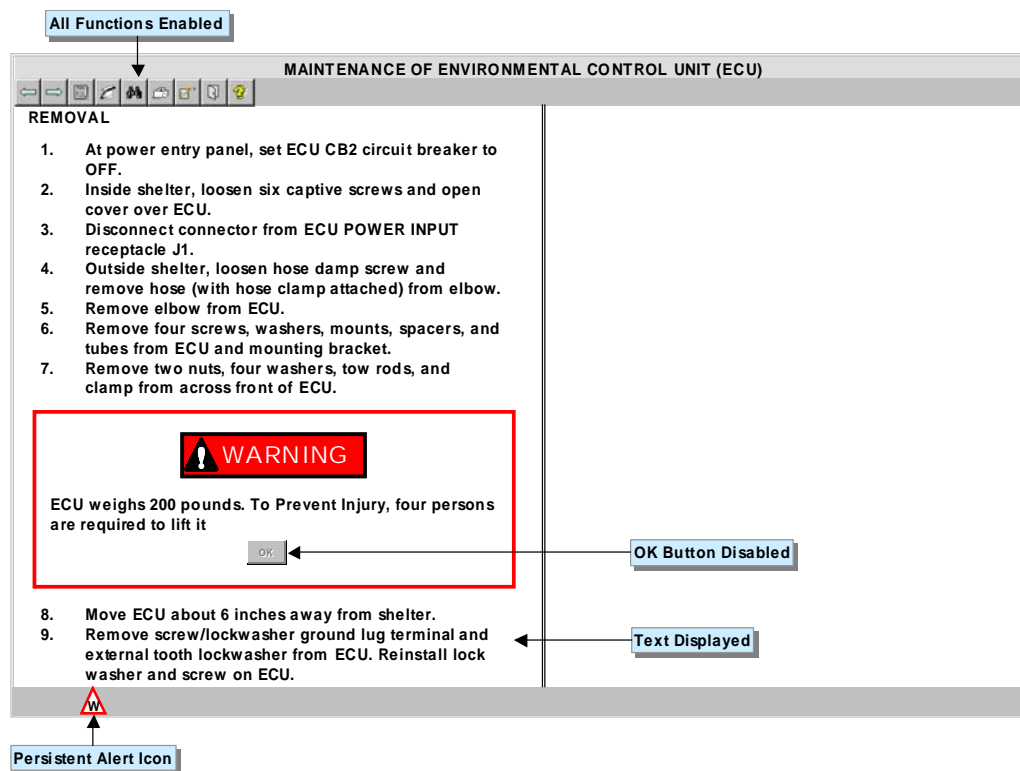 All Functions Enabled
MAINTENANCE OF ENVIRONMENTAL CONTROL UNIT (ECU)
REMOVAL
1. At power entry panel, set ECU CB2 circuit breaker to
OFF.
2. Inside shelter, loosen six captive screws and open
cover over ECU.
3. Disconnect connector from ECU POWER INPUT
receptacle J1.
4. Outside shelter, loosen hose damp screw and
remove hose (with hose clamp attached) from elbow.
5. Remove elbow from ECU.
6. Remove four screws, washers, mounts, spacers, and
tubes from ECU and mounting bracket.
7. Remove two nuts, four washers, tow rods, and
clamp from across front of ECU.
WARNING
ECU weighs 200 pounds. To Prevent Injury, four persons
are required to lift it
OK
OK Button Disabled
8. Move ECU about 6 inches away from shelter.
9. Remove screw/lockwasher ground lug terminal and
external tooth lockwasher from ECU. Reinstall lock
washer and screw on ECU.
Text Displayed
W
Persistent Alert Icon